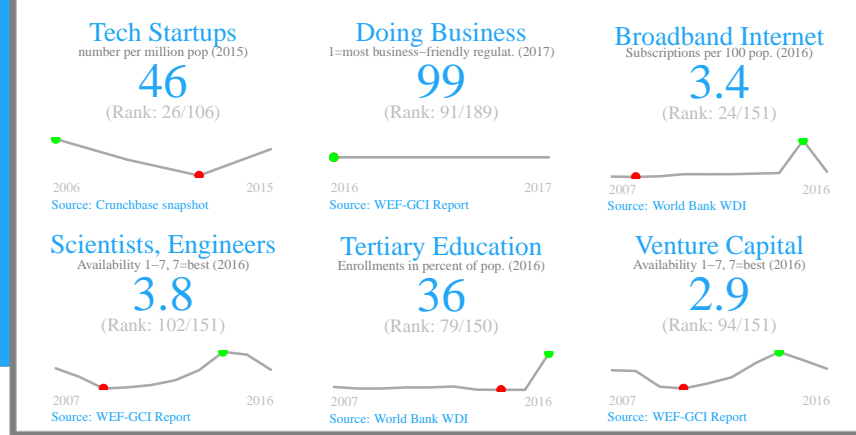 Tech Startups
number per million pop (2015)
46
(Rank: 26/106)
2006 2015
Source: Crunchbase snapshot
Doing Business
1=most business–friendly regulat. (2017)
99
(Rank: 91/189)
2016 2017
Source: WEF-GCI Report
Broadband Internet
Subscriptions per 100 pop. (2016)
3.4
(Rank: 24/151)
2007 2016
Source: World Bank WDI
Scientists, Engineers
Availability 1–7, 7=best (2016)
3.8
(Rank: 102/151)
2007 2016
Source: WEF-GCI Report
Tertiary Education
Enrollments in percent of pop. (2016)
36
(Rank: 79/150)
2007 2016
Source: World Bank WDI
Venture Capital
Availability 1–7, 7=best (2016)
2.9
(Rank: 94/151)
2007 2016
Source: WEF-GCI Report